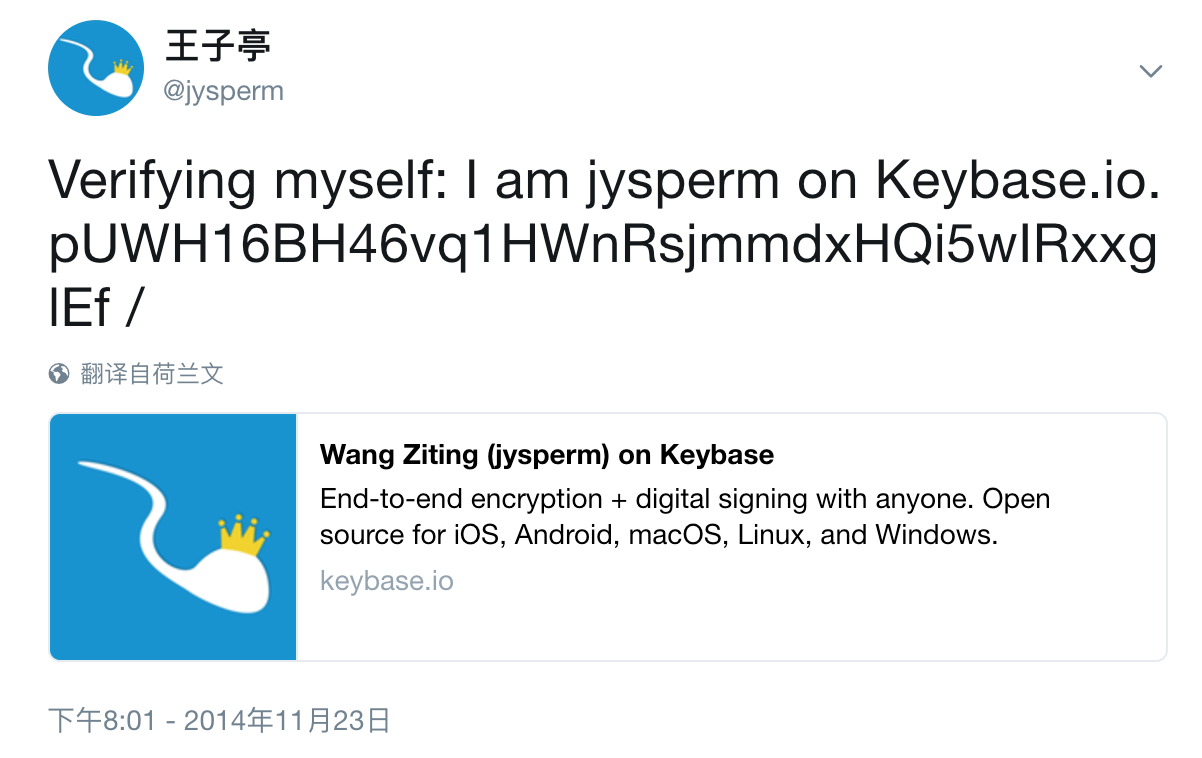 王子亭
@jysperm
Verifying myself: I am jysperm on Keybase.io.
pUWH16BH46vq1HWnRsjmmdxHQi5wIRxxg
lEf /
翻译自荷兰文
Wang Ziting (jysperm) on Keybase
End-to-end encryption + digital signing with anyone. Open
source for iOS, Android, macOS, Linux, and Windows.
keybase.io
下午8:01 - 2014年11月23日